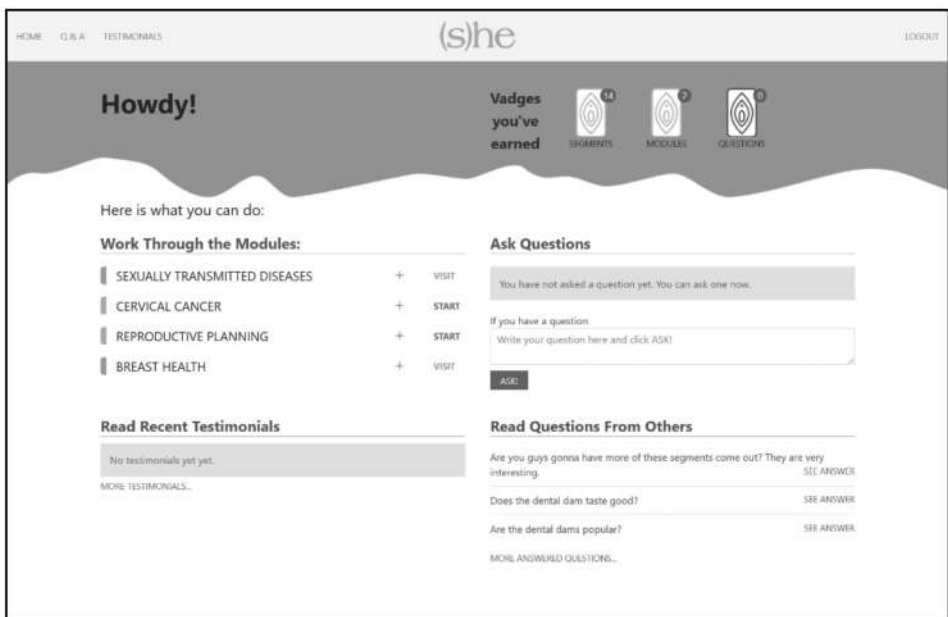 HOME Q & A TESTIMONIALS (s)he LOGOUT
Howdy!
Vadges
you've
earned
14 2 0
SEGMENTS MODULES QUESTIONS
Here is what you can do:
Work Through the Modules:
SEXUALLY TRANSMITTED DISEASES + VISIT
CERVICAL CANCER + START
REPRODUCTIVE PLANNING + START
BREAST HEALTH + VISIT
Ask Questions
You have not asked a question yet. You can ask one now.
If you have a question
Write your question here and click ASK!
ASK!
Read Recent Testimonials
No testimonials yet yet.
MORE TESTIMONIALS...
Read Questions From Others
Are you guys gonna have more of these segments come out? They are very
interesting. SEE ANSWER
Does the dental dam taste good? SEE ANSWER
Are the dental dams popular? SEE ANSWER
MORE ANSWERED QUESTIONS...